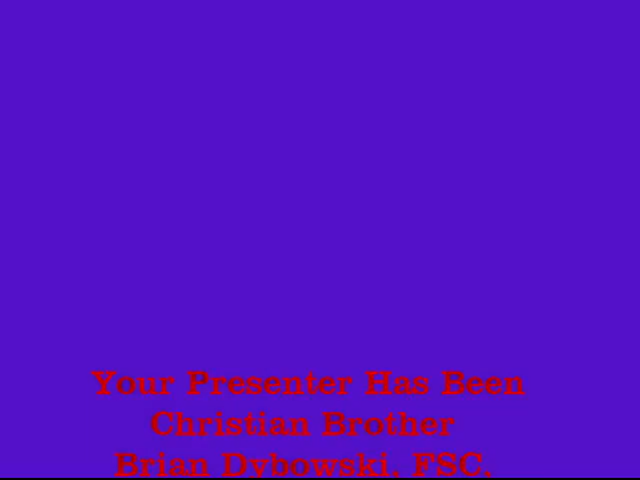 Your Presenter Has Been
Christian Brother
Brian Dybowski, FSC.